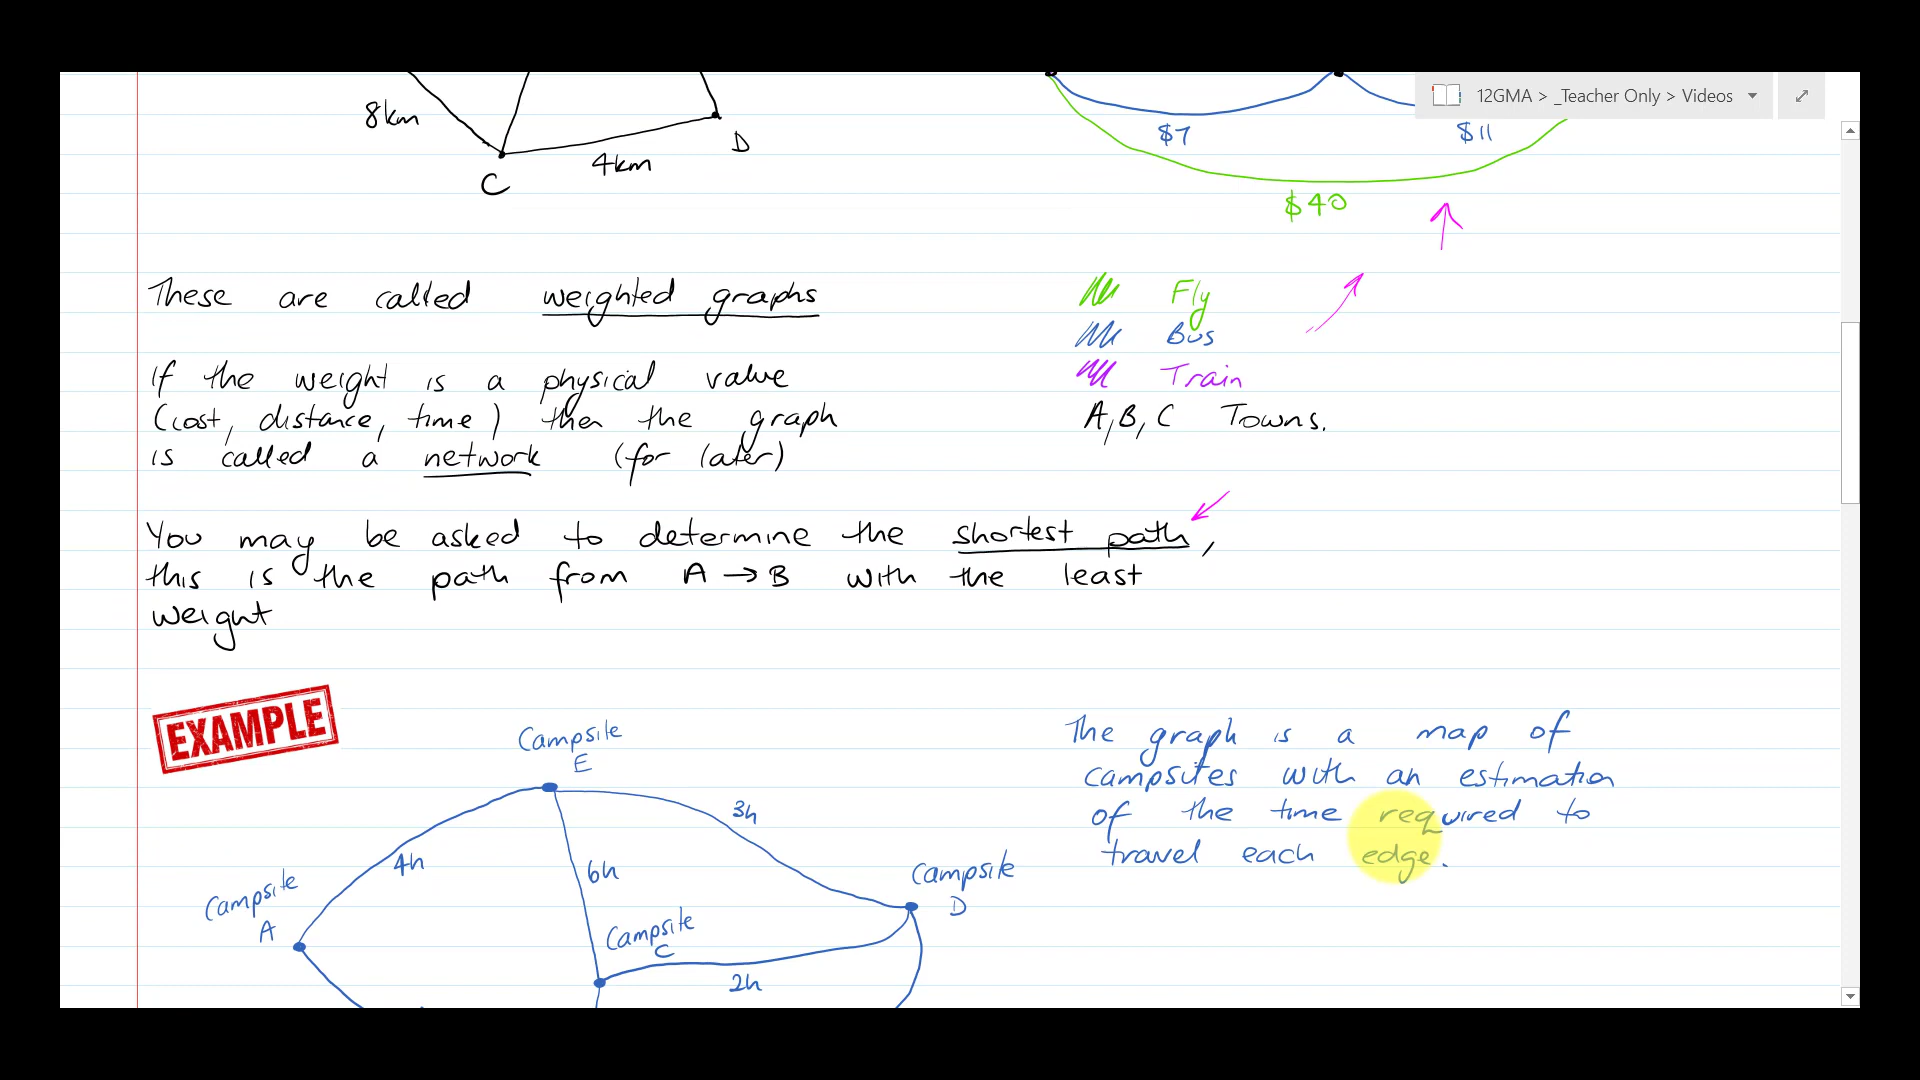 12GMA > _Teacher Only > Videos
8km
4km
D
C
$7
$11
$40
These are called weighted graphs
If the weight is a physical value
(cost, distance, time) then the graph
is called a network (for later)
Fly
Bus
Train
A, B, C Towns.
You may be asked to determine the shortest path,
this is the path from A → B with the least
weight
EXAMPLE
Campsite
E
3h
4h
6h
Campsite
A
Campsite
C
2h
Campsite
D
The graph is a map of
campsites with an estimation
of the time required to
travel each edge.